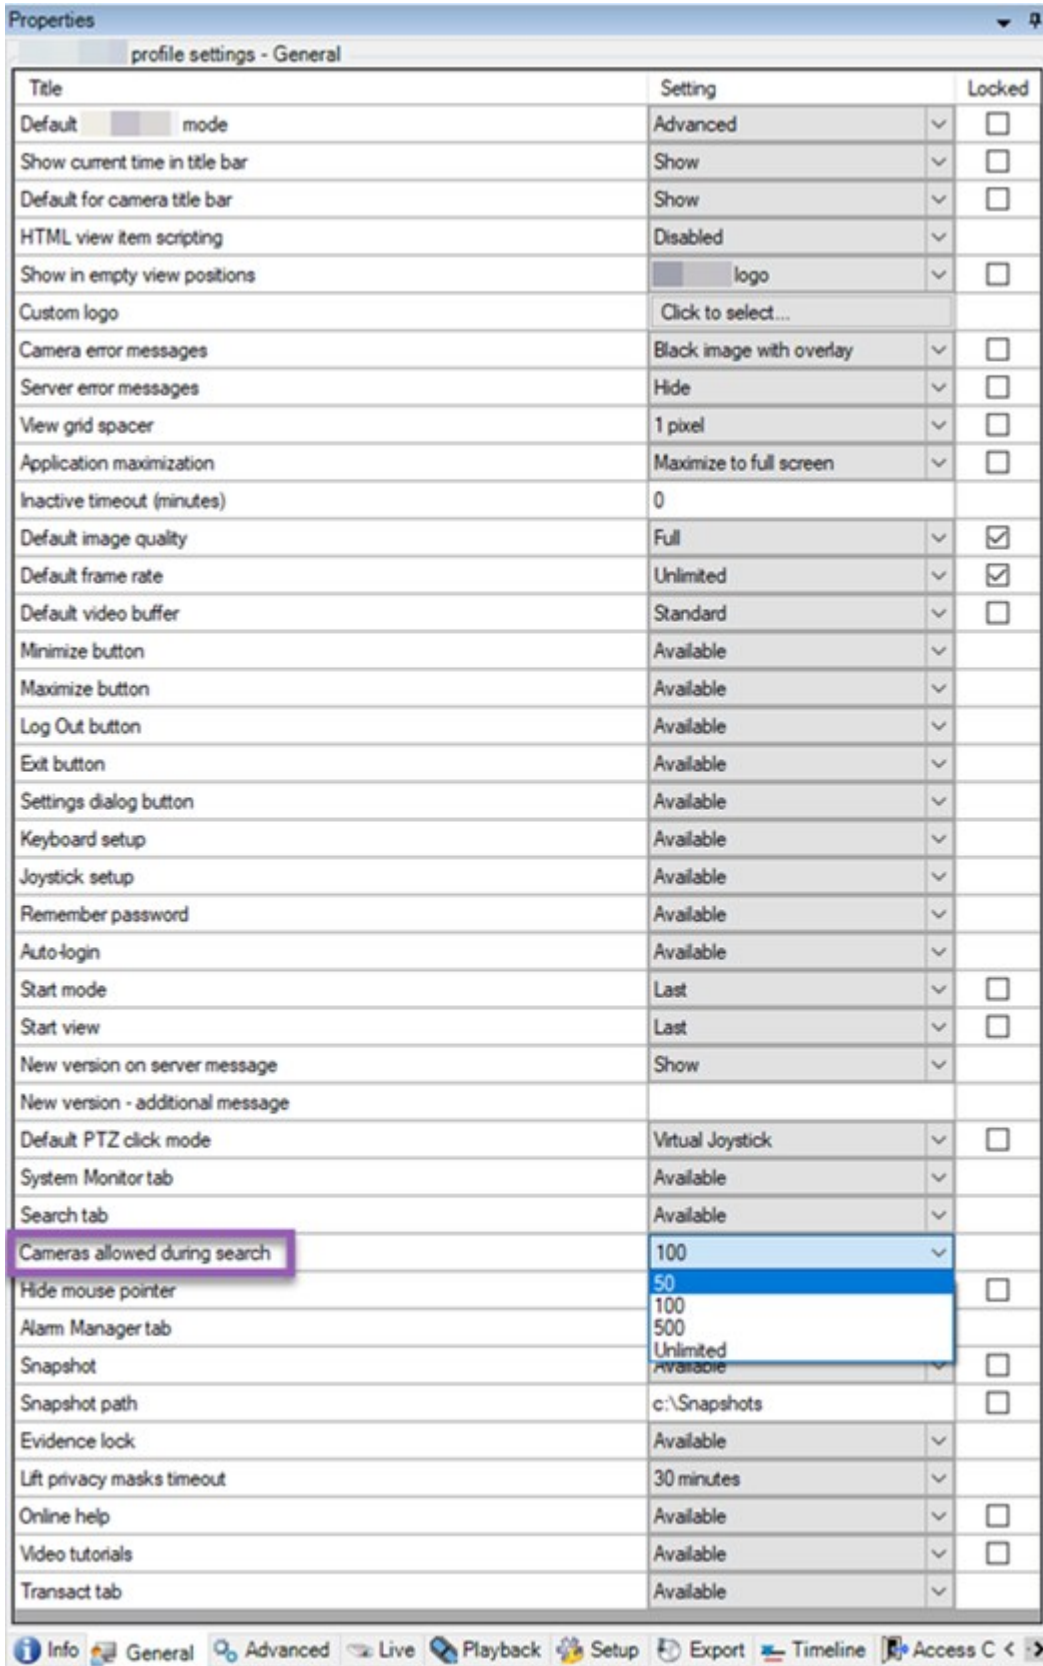 Properties
profile settings - General
Title Setting Locked
Default mode Advanced
Show current time in title bar Show
Default for camera title bar Show
HTML view item scripting Disabled
Show in empty view positions logo
Custom logo Click to select...
Camera error messages Black image with overlay
Server error messages Hide
View grid spacer 1 pixel
Application maximization Maximize to full screen
Inactive timeout (minutes) 0
Default image quality Full
Default frame rate Unlimited
Default video buffer Standard
Minimize button Available
Maximize button Available
Log Out button Available
Exit button Available
Settings dialog button Available
Keyboard setup Available
Joystick setup Available
Remember password Available
Auto-login Available
Start mode Last
Start view Last
New version on server message Show
New version - additional message
Default PTZ click mode Virtual Joystick
System Monitor tab Available
Search tab Available
Cameras allowed during search 100
50
Hide mouse pointer
100
500
Alarm Manager tab
Unlimited
Snapshot Available
Snapshot path c:\Snapshots
Evidence lock Available
Lift privacy masks timeout 30 minutes
Online help Available
Video tutorials Available
Transact tab Available
Info General Advanced Live Playback Setup Export Timeline Access C